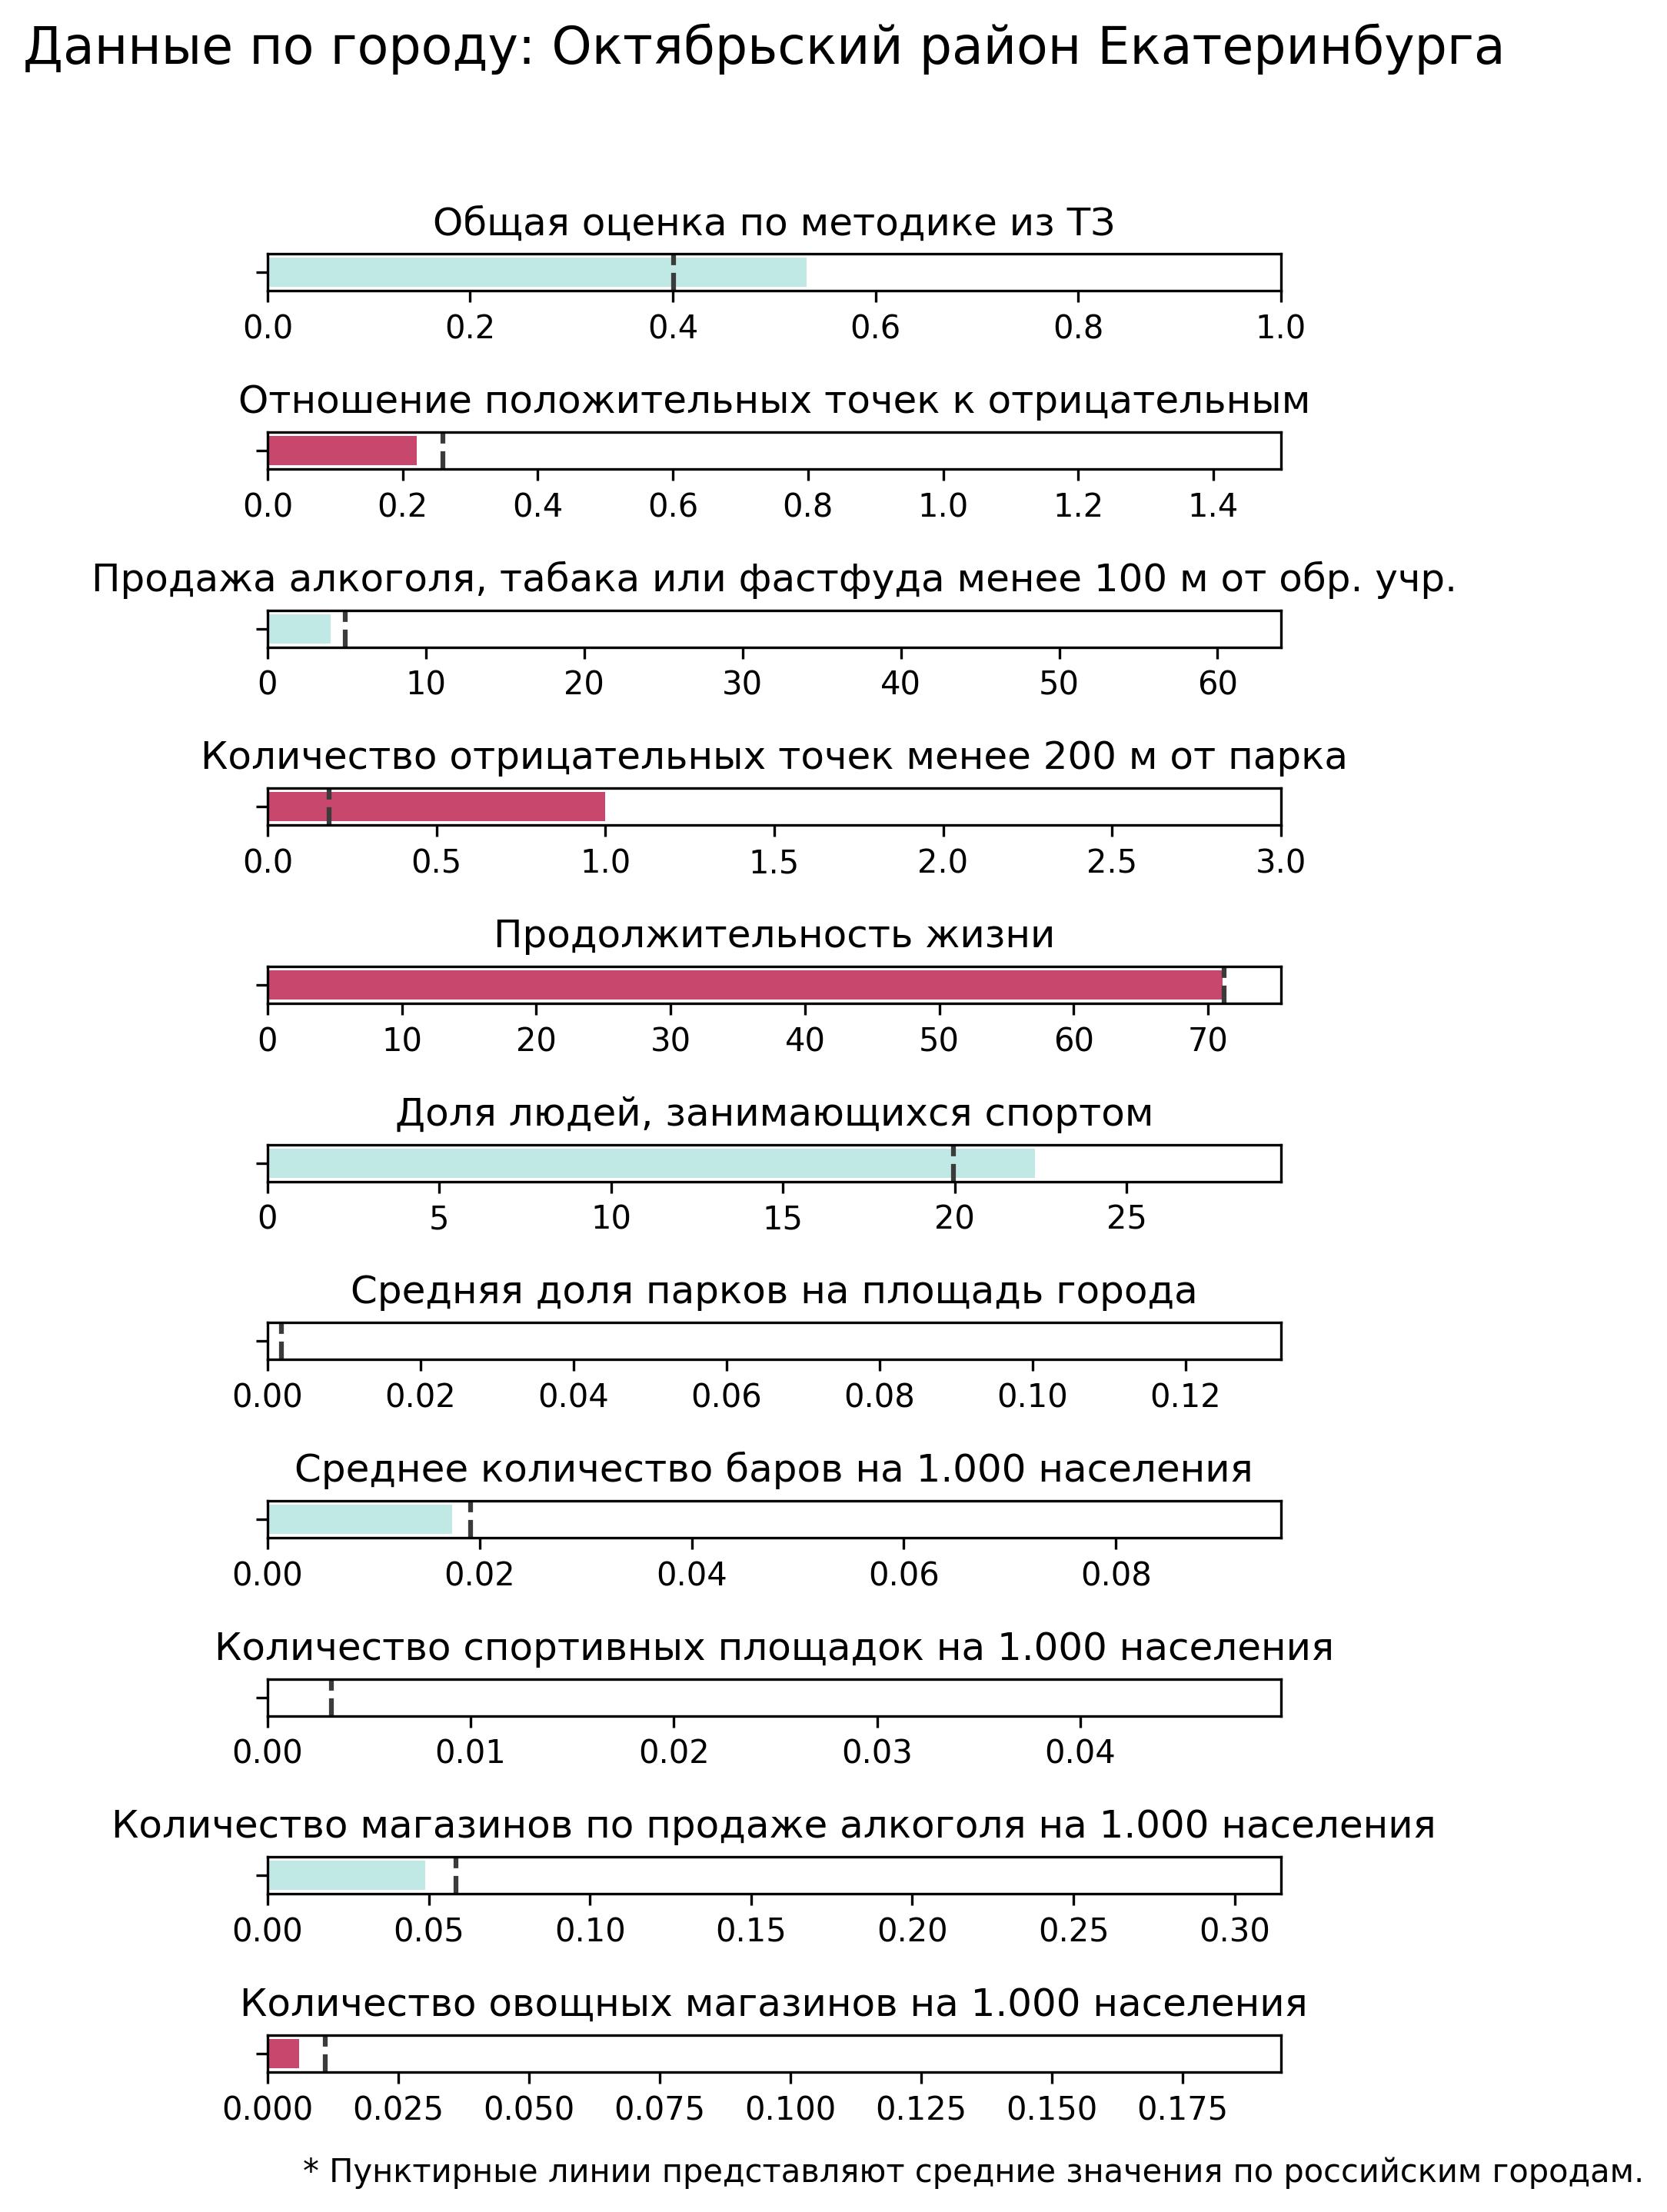 Данные по городу: Октябрьский район Екатеринбурга
Общая оценка по методике из ТЗ
0.0 0.2 0.4 0.6 0.8 1.0
Отношение положительных точек к отрицательным
0.0 0.2 0.4 0.6 0.8 1.0 1.2 1.4
Продажа алкоголя, табака или фастфуда менее 100 м от обр. учр.
0 10 20 30 40 50 60
Количество отрицательных точек менее 200 м от парка
0.0 0.5 1.0 1.5 2.0 2.5 3.0
Продолжительность жизни
0 10 20 30 40 50 60 70
Доля людей, занимающихся спортом
0 5 10 15 20 25
Средняя доля парков на площадь города
0.00 0.02 0.04 0.06 0.08 0.10 0.12
Среднее количество баров на 1.000 населения
0.00 0.02 0.04 0.06 0.08
Количество спортивных площадок на 1.000 населения
0.00 0.01 0.02 0.03 0.04
Количество магазинов по продаже алкоголя на 1.000 населения
0.00 0.05 0.10 0.15 0.20 0.25 0.30
Количество овощных магазинов на 1.000 населения
0.000 0.025 0.050 0.075 0.100 0.125 0.150 0.175
* Пунктирные линии представляют средние значения по российским городам.